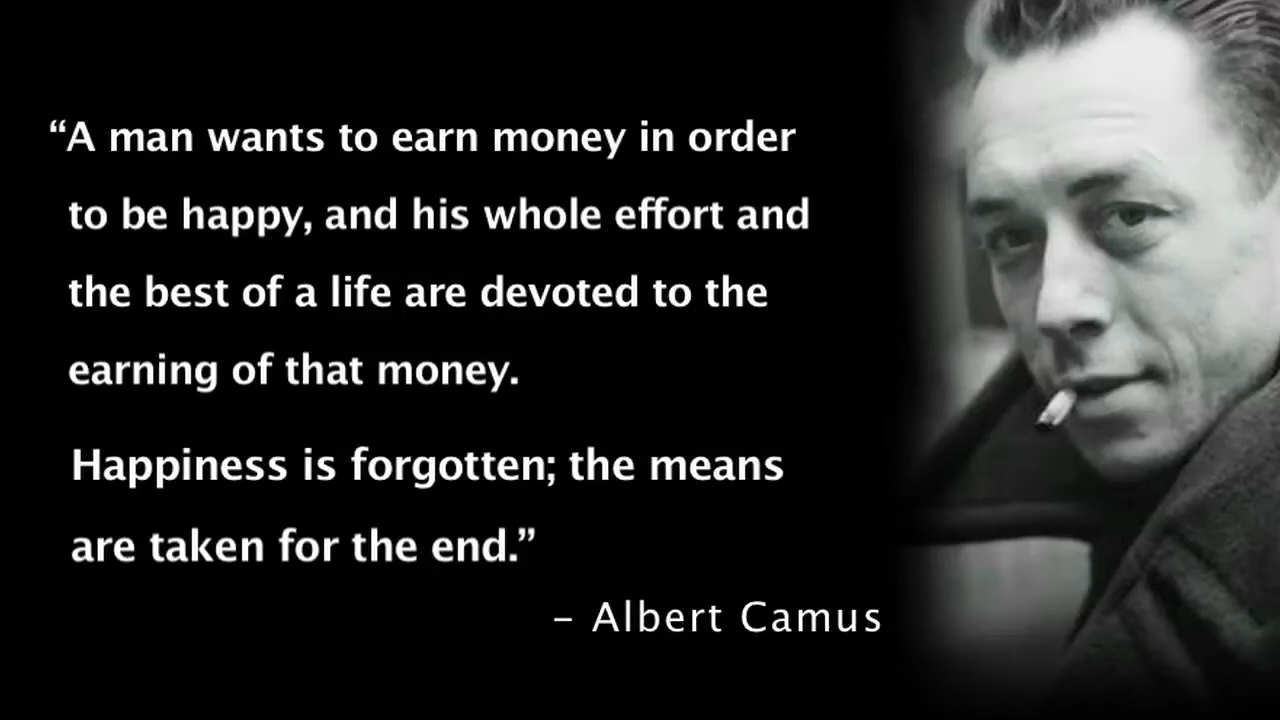 “A man wants to earn money in order
to be happy, and his whole effort and
the best of a life are devoted to the
earning of that money.
Happiness is forgotten; the means
are taken for the end.”
– Albert Camus